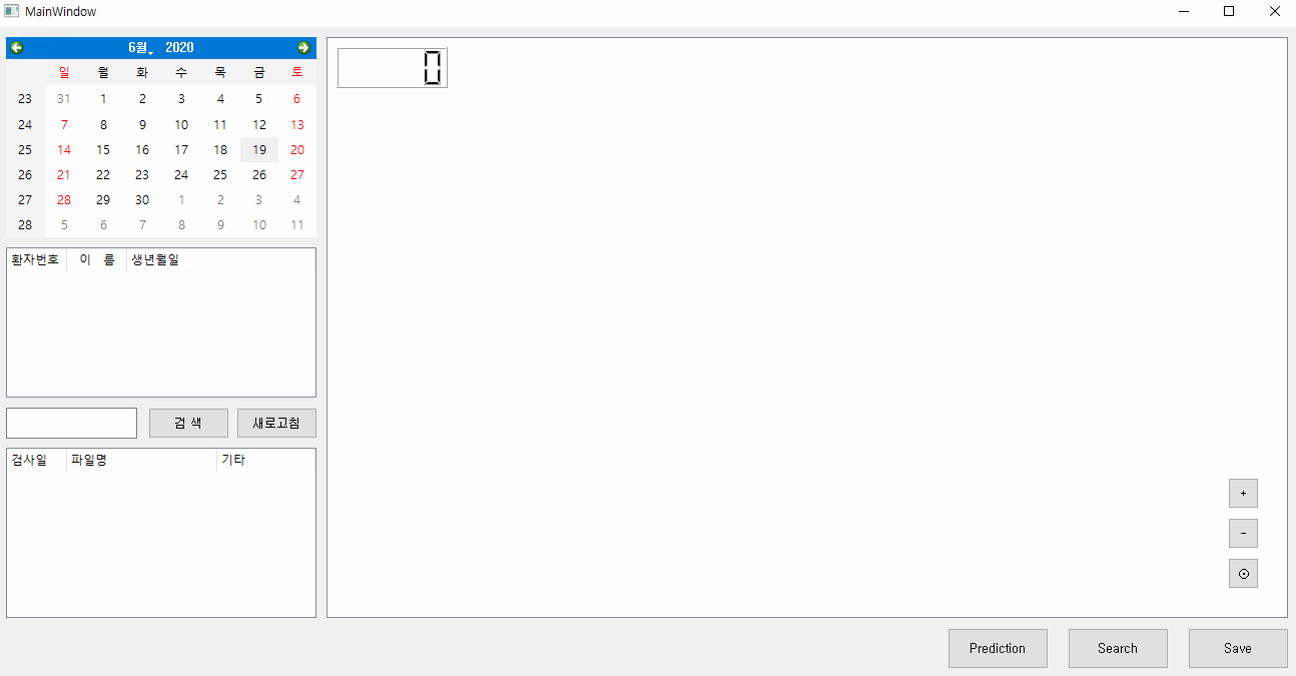 MainWindow
6월 2020
일 월 화 수 목 금 토
23 31 1 2 3 4 5 6
24 7 8 9 10 11 12 13
25 14 15 16 17 18 19 20
26 21 22 23 24 25 26 27
27 28 29 30 1 2 3 4
28 5 6 7 8 9 10 11
0
환자번호 이 름 생년월일
검 색 새로고침
검사일 파일명 기타
+
-
⊙
Prediction Search Save